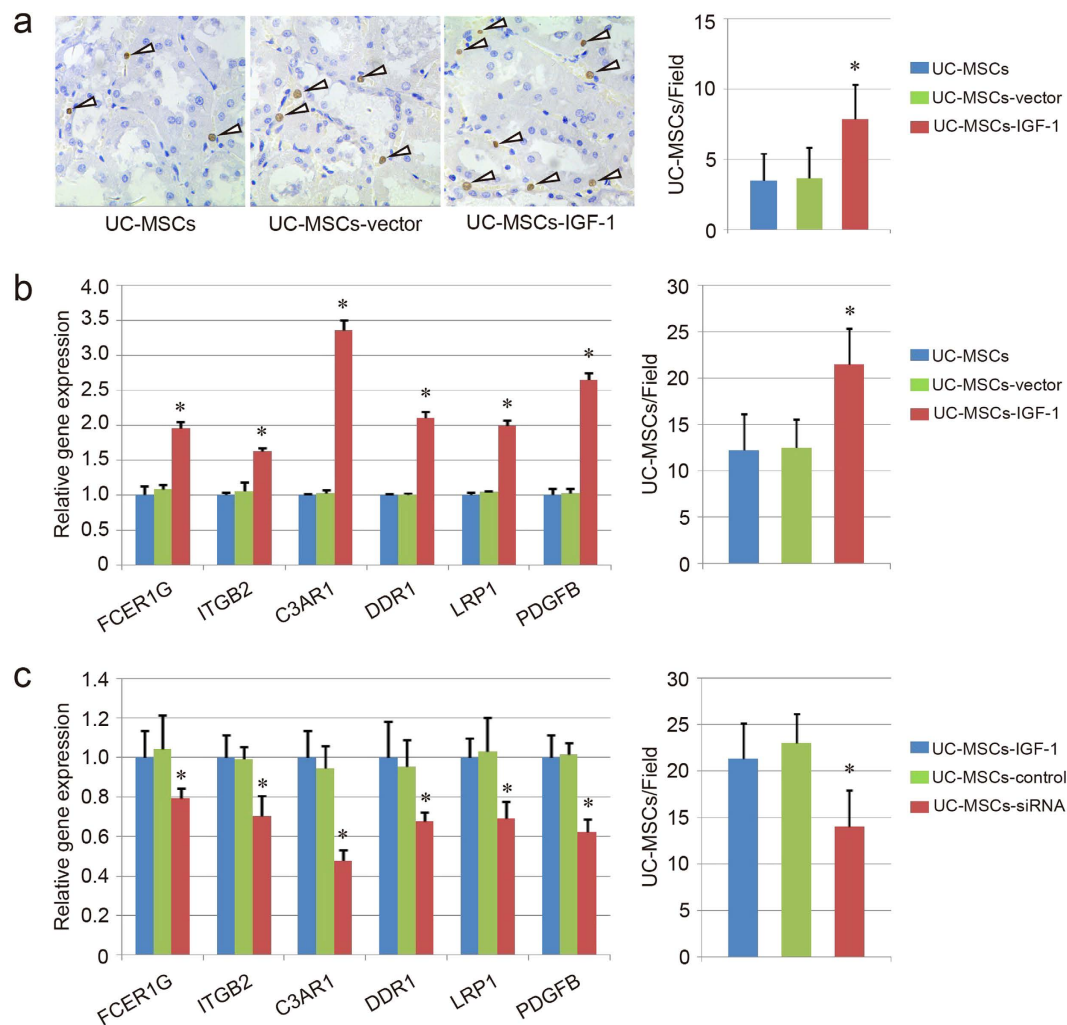 a
UC-MSCs
UC-MSCs-vector
UC-MSCs-IGF-1
UC-MSCs/Field
15
10
5
0
*
UC-MSCs
UC-MSCs-vector
UC-MSCs-IGF-1
b
Relative gene expression
4.0
3.5
3.0
2.5
2.0
1.5
1.0
0.5
0
*
*
*
*
*
*
FCER1G
ITGB2
C3AR1
DDR1
LRP1
PDGFB
UC-MSCs/Field
30
25
20
15
10
5
0
*
UC-MSCs
UC-MSCs-vector
UC-MSCs-IGF-1
c
Relative gene expression
1.4
1.2
1.0
0.8
0.6
0.4
0.2
0
*
*
*
*
*
*
FCER1G
ITGB2
C3AR1
DDR1
LRP1
PDGFB
UC-MSCs/Field
30
25
20
15
10
5
0
*
UC-MSCs-IGF-1
UC-MSCs-control
UC-MSCs-siRNA